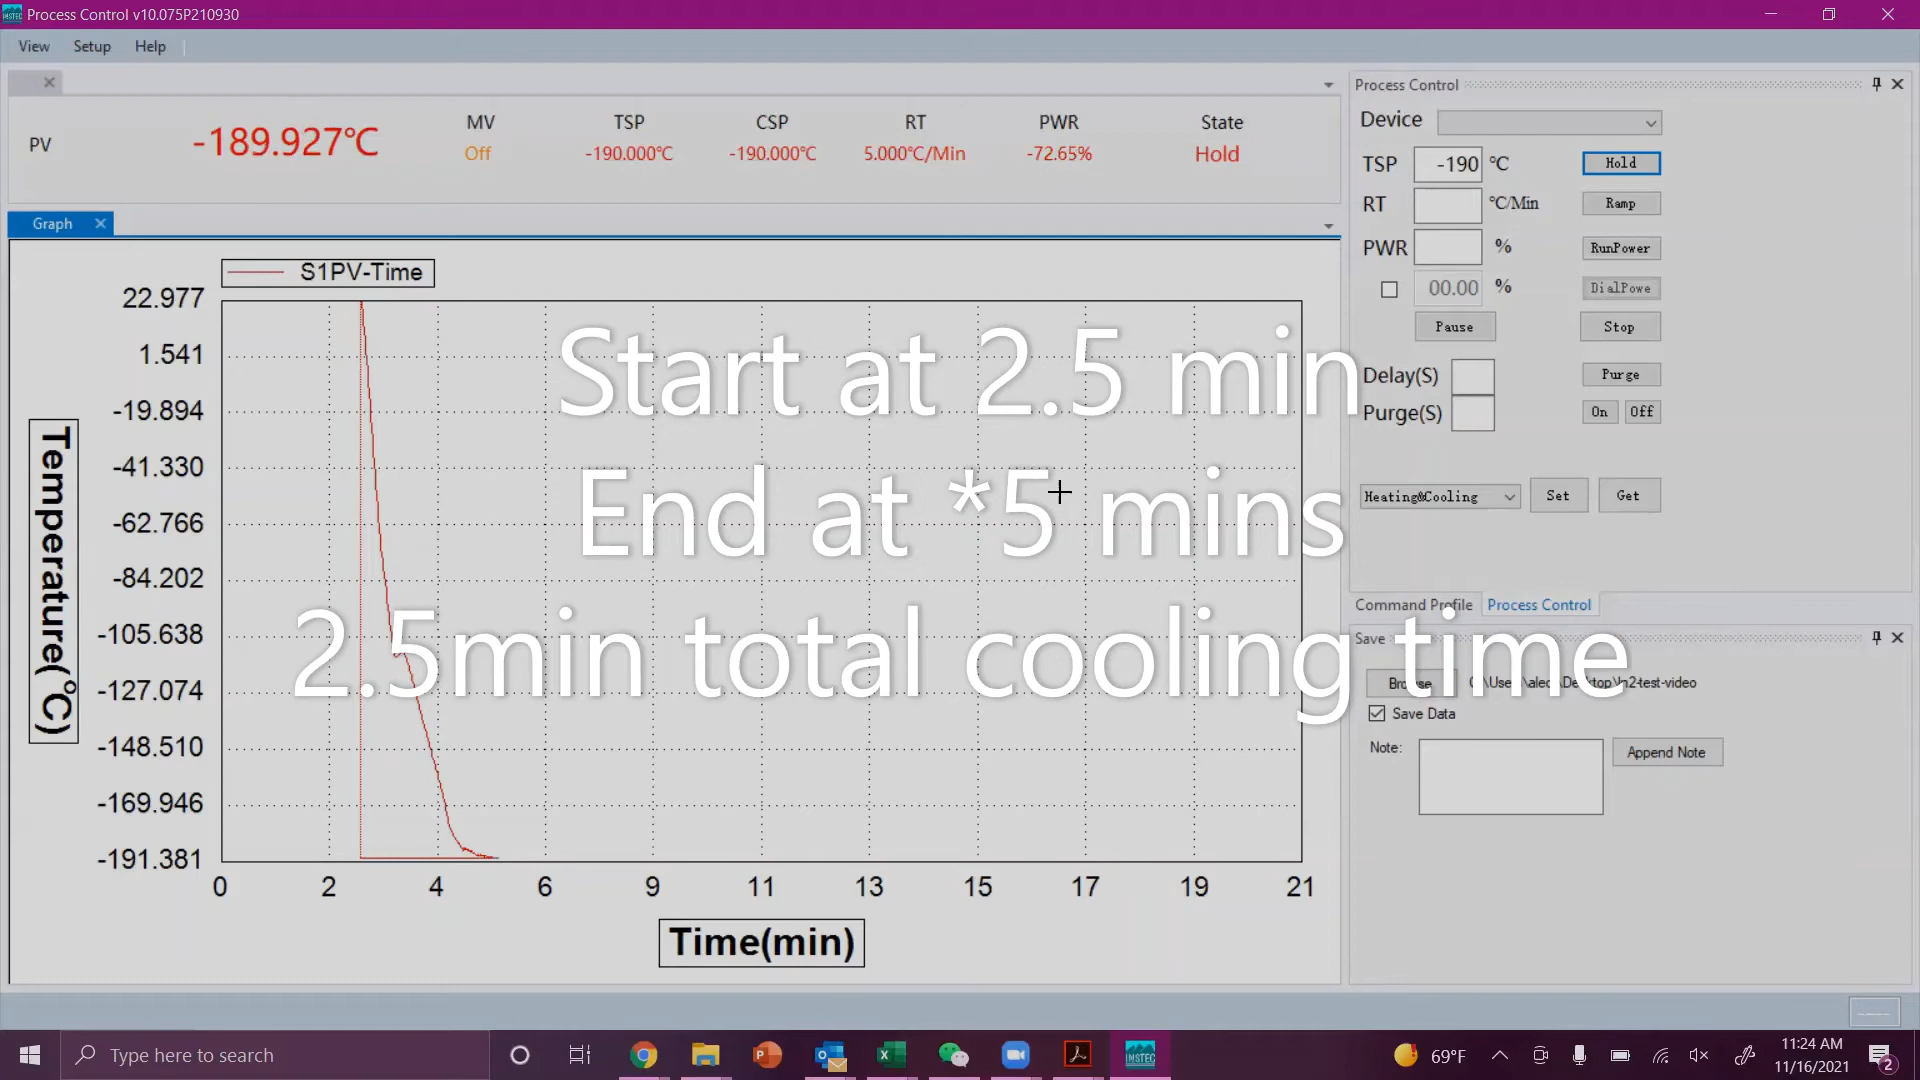 Process Control v10.075P210930
View Setup Help
PV -189.927℃
MV TSP CSP RT PWR State
Off -190.000℃ -190.000℃ 5.000℃/Min -72.65% Hold
Graph
S1PV-Time
22.977
1.541
-19.894
-41.330
-62.766
-84.202
-105.638
-127.074
-148.510
-169.946
-191.381
Temperature(℃)
0 2 4 6 9 11 13 15 17 19 21
Time(min)
Start at 2.5 min
End at *5 mins
2.5min total cooling time
Process Control
Device
TSP -190 ℃ Hold
RT ℃/Min Ramp
PWR % RunPower
00.00 % DialPowe
Pause Stop
Delay(S) Purge
Purge(S) On Off
Heating&Cooling Set Get
Command Profile Process Control
Save
Browse
Save Data
Note: Append Note
Type here to search
69°F
11:24 AM
11/16/2021
2
INSTEC